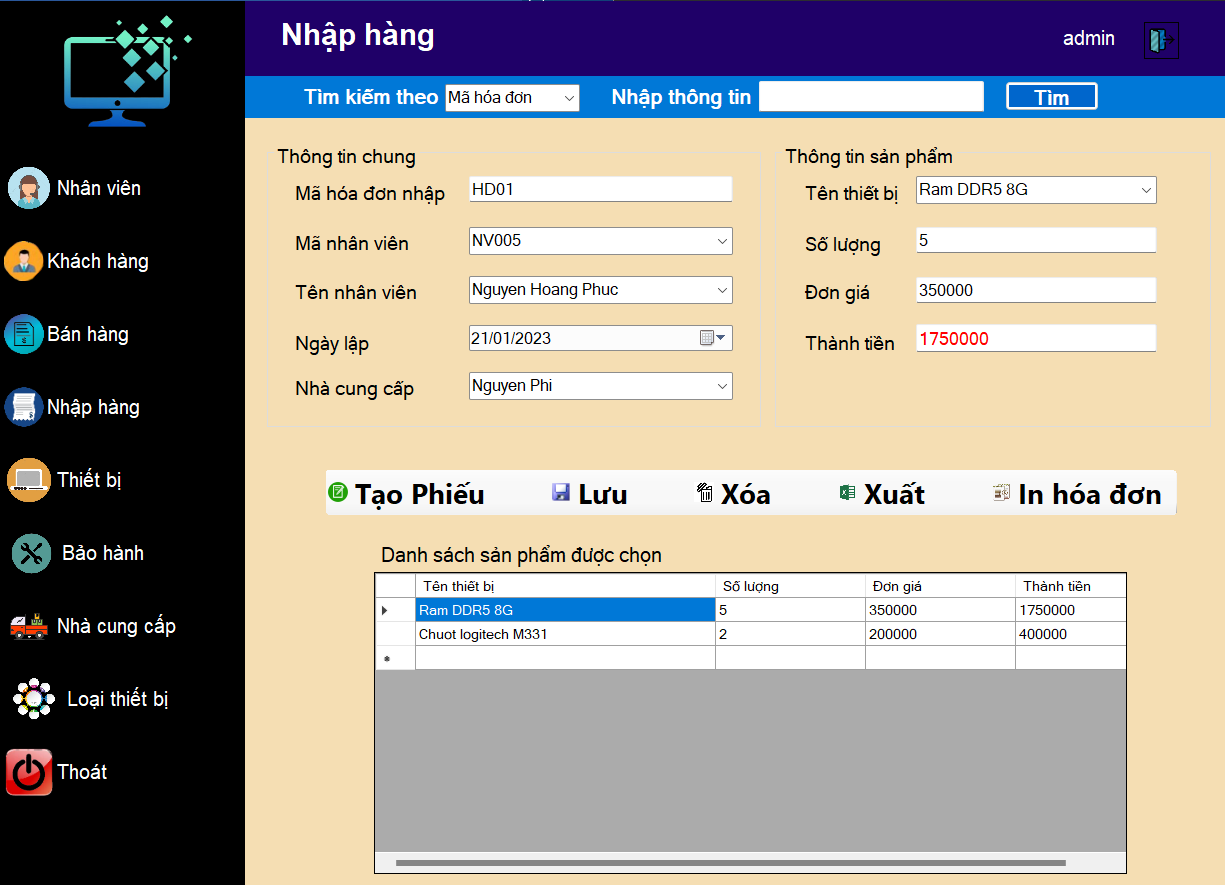 Nhập hàng
admin
Tìm kiếm theo Mã hóa đơn Nhập thông tin Tìm
Nhân viên
Khách hàng
Bán hàng
Nhập hàng
Thiết bị
Bảo hành
Nhà cung cấp
Loại thiết bị
Thoát
Thông tin chung
Mã hóa đơn nhập HD01
Mã nhân viên NV005
Tên nhân viên Nguyen Hoang Phuc
Ngày lập 21/01/2023
Nhà cung cấp Nguyen Phi
Thông tin sản phẩm
Tên thiết bị Ram DDR5 8G
Số lượng 5
Đơn giá 350000
Thành tiền 1750000
Tạo Phiếu Lưu Xóa Xuất In hóa đơn
Danh sách sản phẩm được chọn
Tên thiết bị Số lượng Đơn giá Thành tiền
Ram DDR5 8G 5 350000 1750000
Chuot logitech M331 2 200000 400000